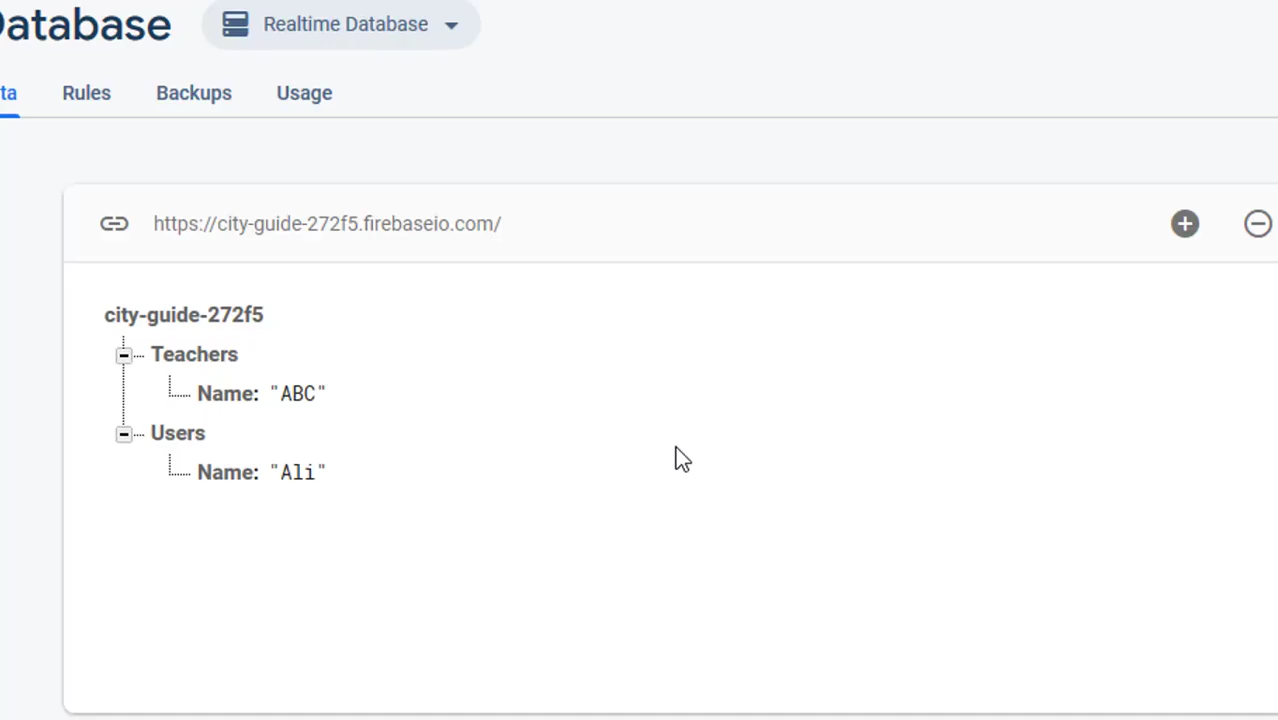 Database
Realtime Database
ta
Rules
Backups
Usage
https://city-guide-272f5.firebaseio.com/
city-guide-272f5
Teachers
Name: "ABC"
Users
Name: "Ali"